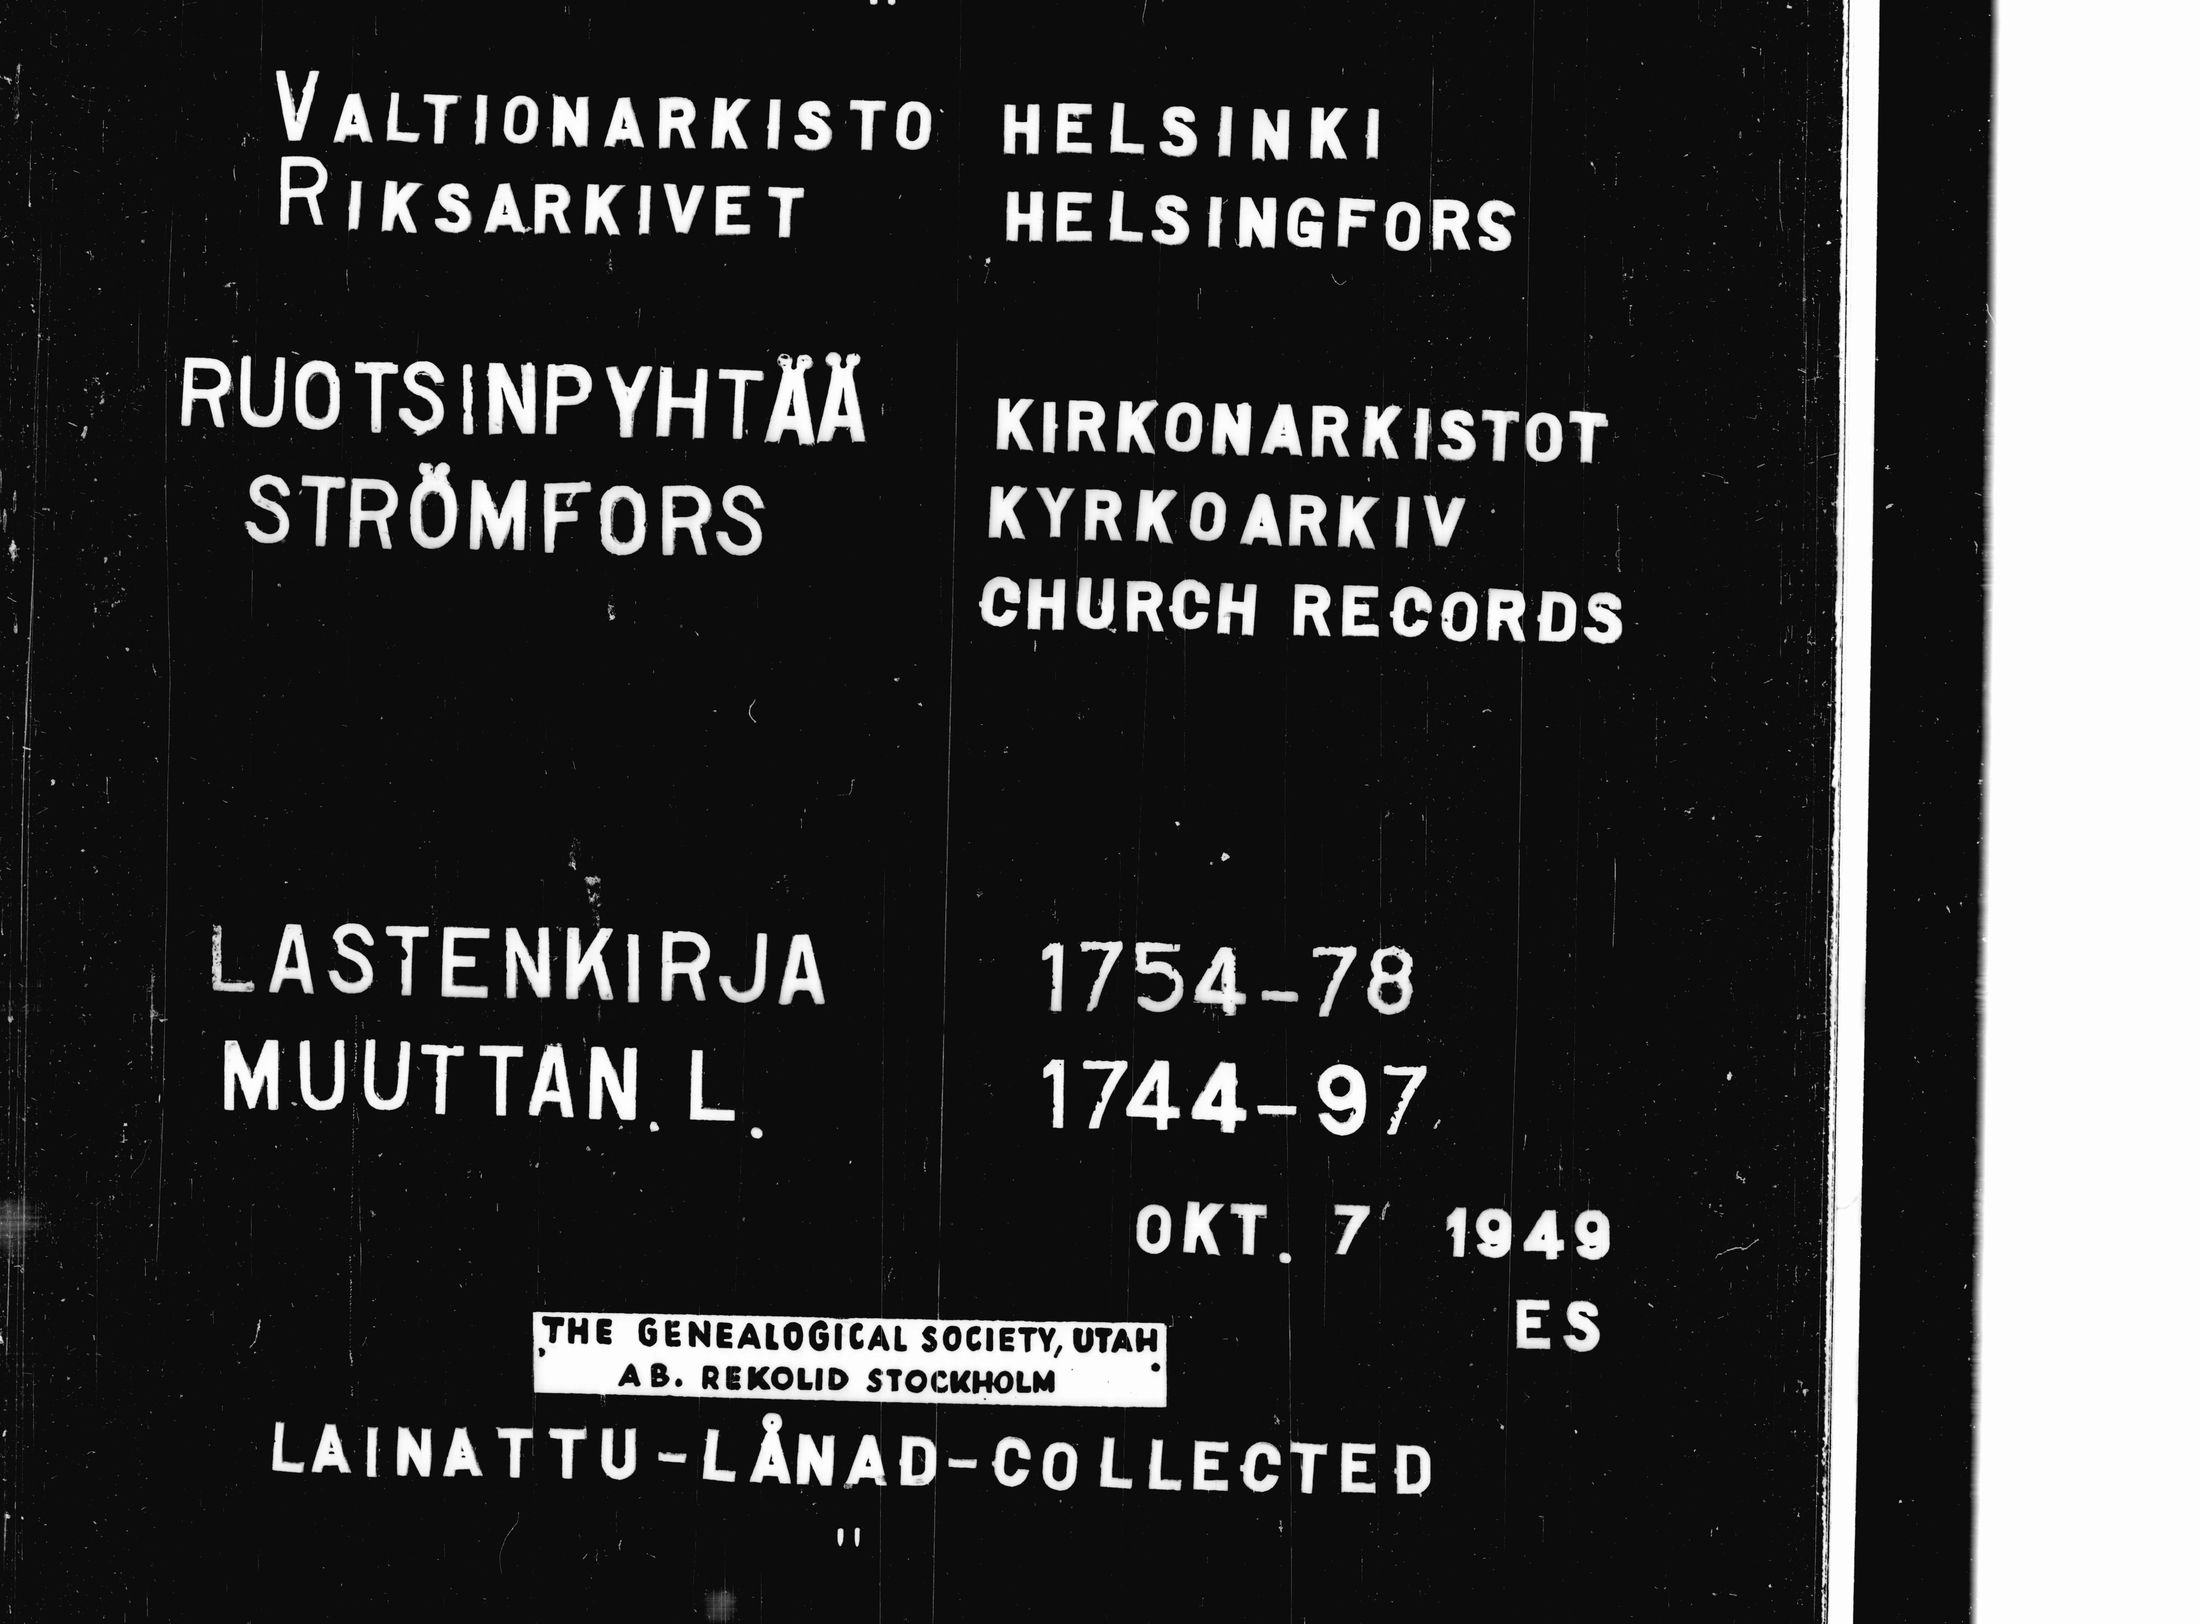 VALTIONARKISTO HELSINKI
RIKSARKIVET HELSINGFORS
RUOTSINPYHTÄÄ
STRÖMFORS
KIRKONARKISTOT
KYRKOARKIV
CHURCH RECORDS
LASTENKIRJA 1754-78
MUUTTAN. L. 1744-97
OKT. 7 1949
ES
THE GENEALOGICAL SOCIETY, UTAH
AB. REKOLID STOCKHOLM
LAINATTU-LÅNAD-COLLECTED
"